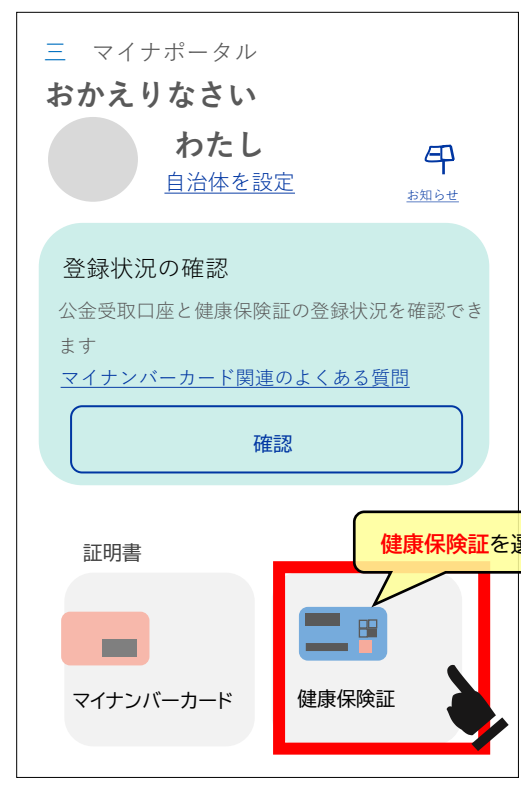 三 マイナポータル
おかえりなさい
わたし
自治体を設定
お知らせ
登録状況の確認
公金受取口座と健康保険証の登録状況を確認でき
ます
マイナンバーカード関連のよくある質問
確認
健康保険証を選
証明書
マイナンバーカード
健康保険証